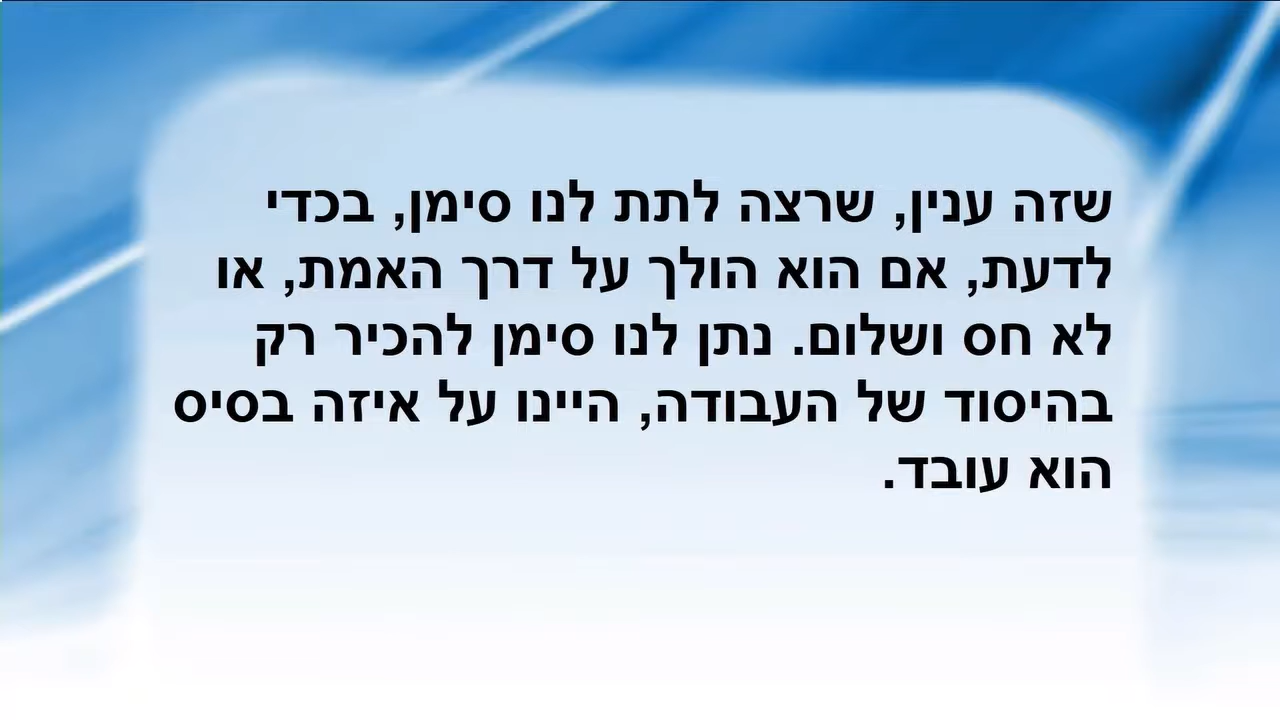 שזה ענין, שרצה לתת לנו סימן, בכדי
לדעת, אם הוא הולך על דרך האמת, או
לא חס ושלום. נתן לנו סימן להכיר רק
בהיסוד של העבודה, היינו על איזה בסיס
הוא עובד.